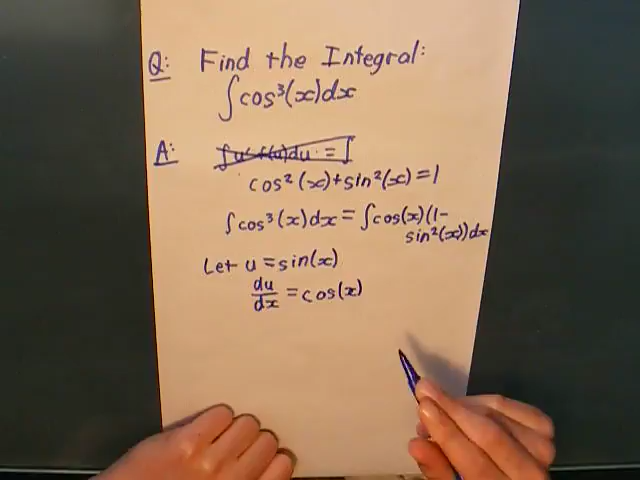 Q: Find the Integral:
∫cos³(x)dx
A:
cos²(x)+sin²(x)=1
∫cos³(x)dx=∫cos(x)(1-
sin²(x))dx
Let u=sin(x)
du/dx=cos(x)